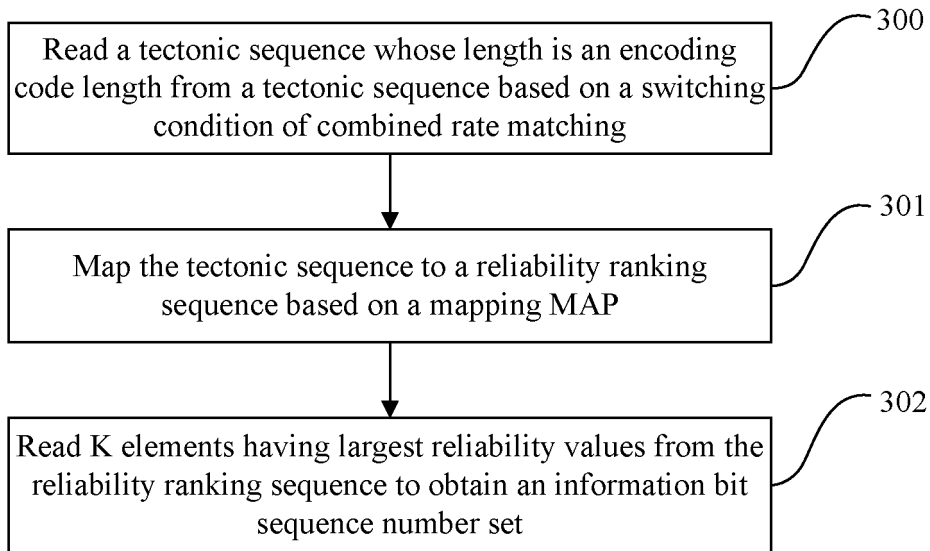 300
Read a tectonic sequence whose length is an encoding
code length from a tectonic sequence based on a switching
condition of combined rate matching
301
Map the tectonic sequence to a reliability ranking
sequence based on a mapping MAP
302
Read K elements having largest reliability values from the
reliability ranking sequence to obtain an information bit
sequence number set